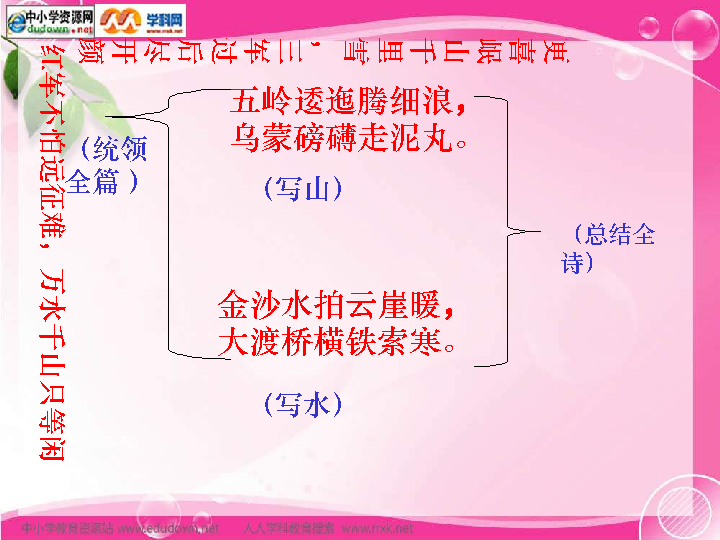 中小学资源网
dudown.net
学科网
更喜岷山千里雪，三军过后尽开颜
红军不怕远征难，万水千山只等闲
（统领
全篇）
五岭逶迤腾细浪，
乌蒙磅礴走泥丸。
（写山）
金沙水拍云崖暖，
大渡桥横铁索寒。
（写水）
（总结全
诗）
中小学教育资源站 www.edudown.net 人人学科教育搜索 www.rrxk.net